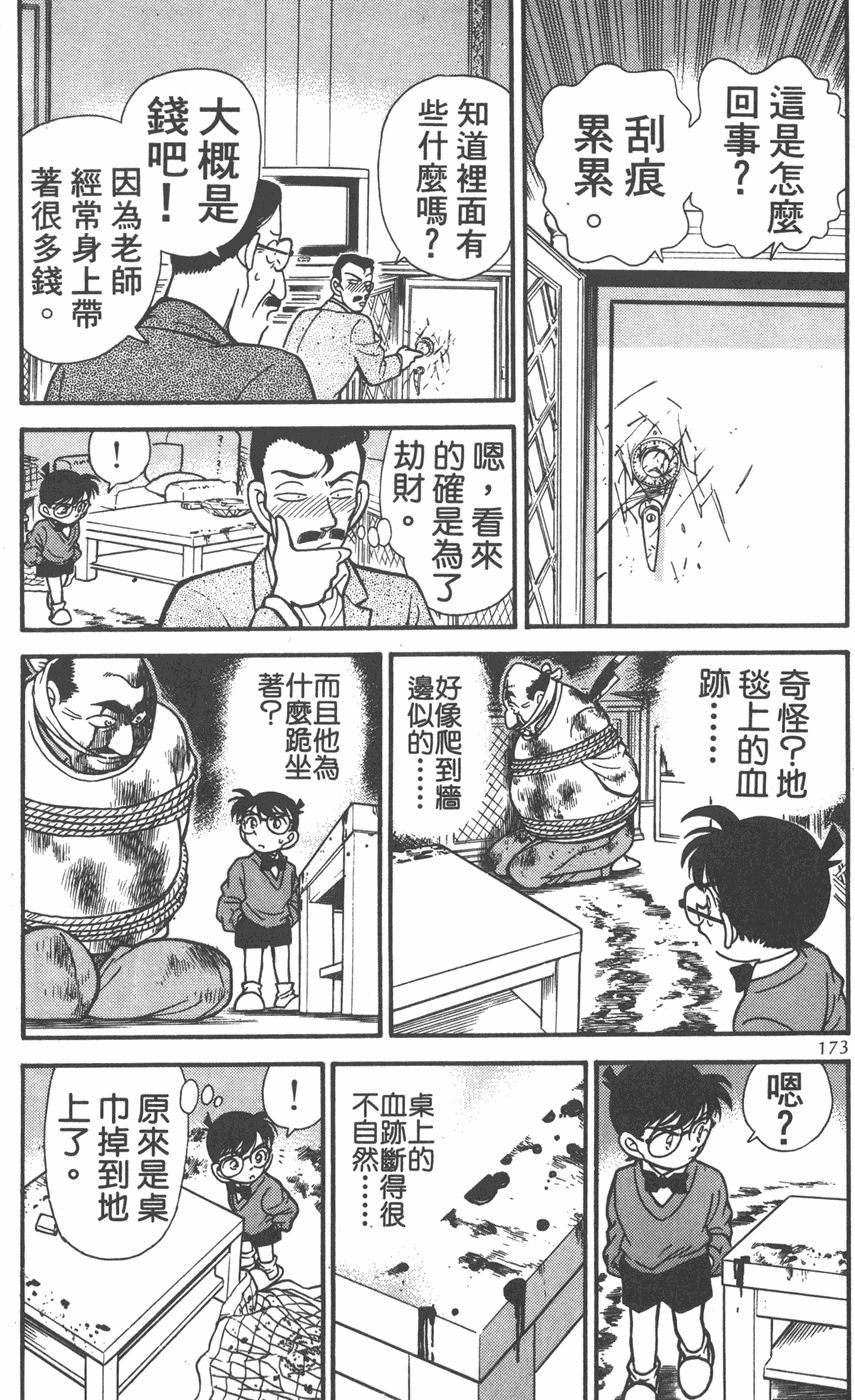 這是怎麼
回事？
刮痕
累累。
知道裡面有
些什麼嗎？
大概是
錢吧！
因為老師
經常身上帶
著很多錢。
嗯，看來
的確是為了
劫財。
！
奇怪？地
毯上的血
跡……
好像爬到牆
邊似的……
而且他為
什麼跪坐
著？
173
嗯？
桌上的
血跡斷得很
不自然……
！
原來是桌
巾掉到地
上了。